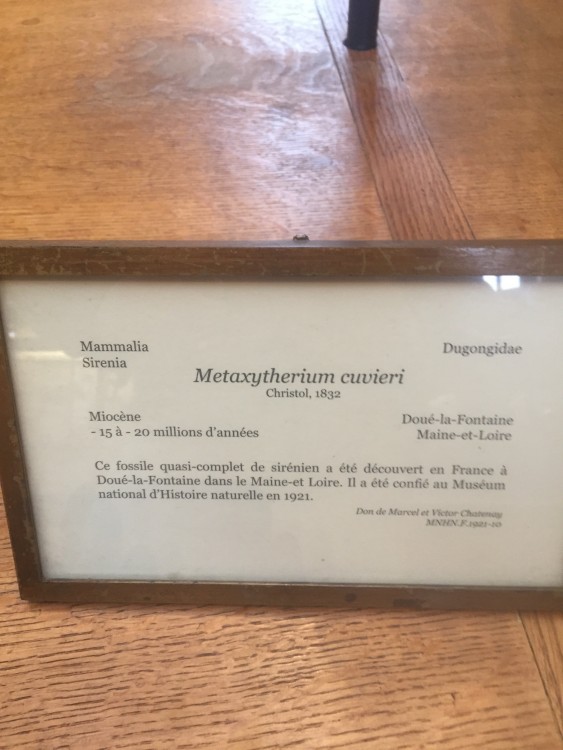 Mammalia
Dugongidae
Sirenia
Metaxytherium cuvieri
Christol, 1832
Miocène
Doué-la-Fontaine
- 15 à - 20 millions d'années
Maine-et-Loire
Ce fossile quasi-complet de sirénien a été découvert en France à
Doué-la-Fontaine dans le Maine-et Loire. Il a été confié au Muséum
national d'Histoire naturelle en 1921.
Don de Marcel et Victor Chatenay
MNHN.F.1921-10